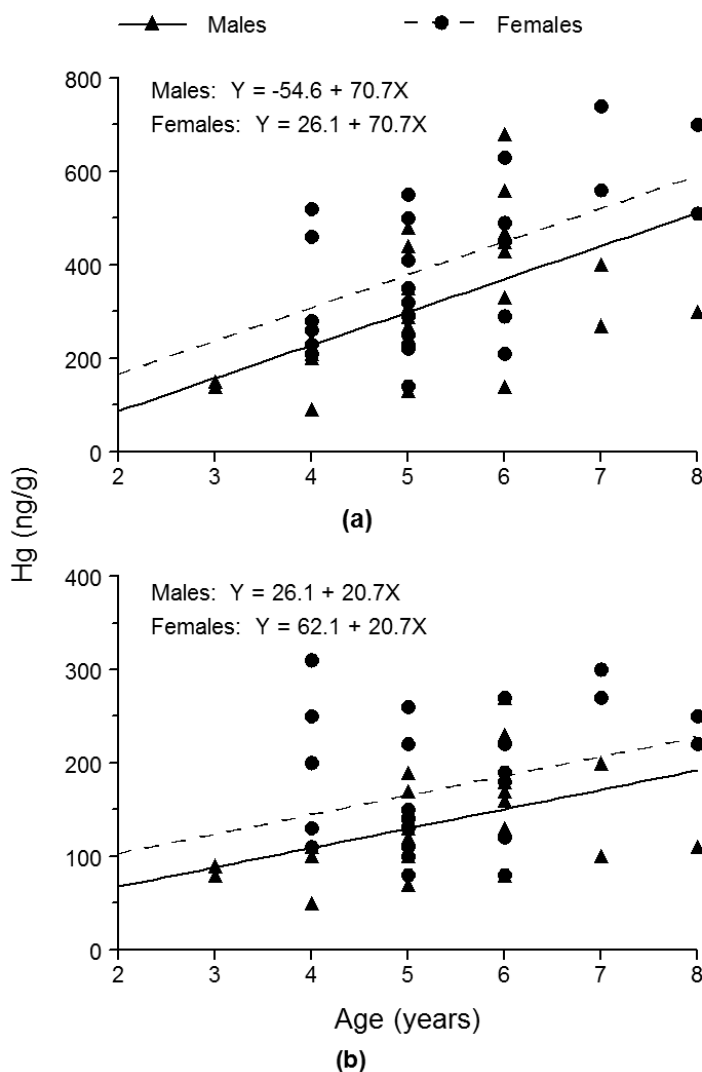 Males Females
800
Males: Y = -54.6 + 70.7X
Females: Y = 26.1 + 70.7X
600
400
200
0
2 3 4 5 6 7 8
(a)
Hg (ng/g)
400
Males: Y = 26.1 + 20.7X
Females: Y = 62.1 + 20.7X
300
200
100
0
2 3 4 5 6 7 8
Age (years)
(b)